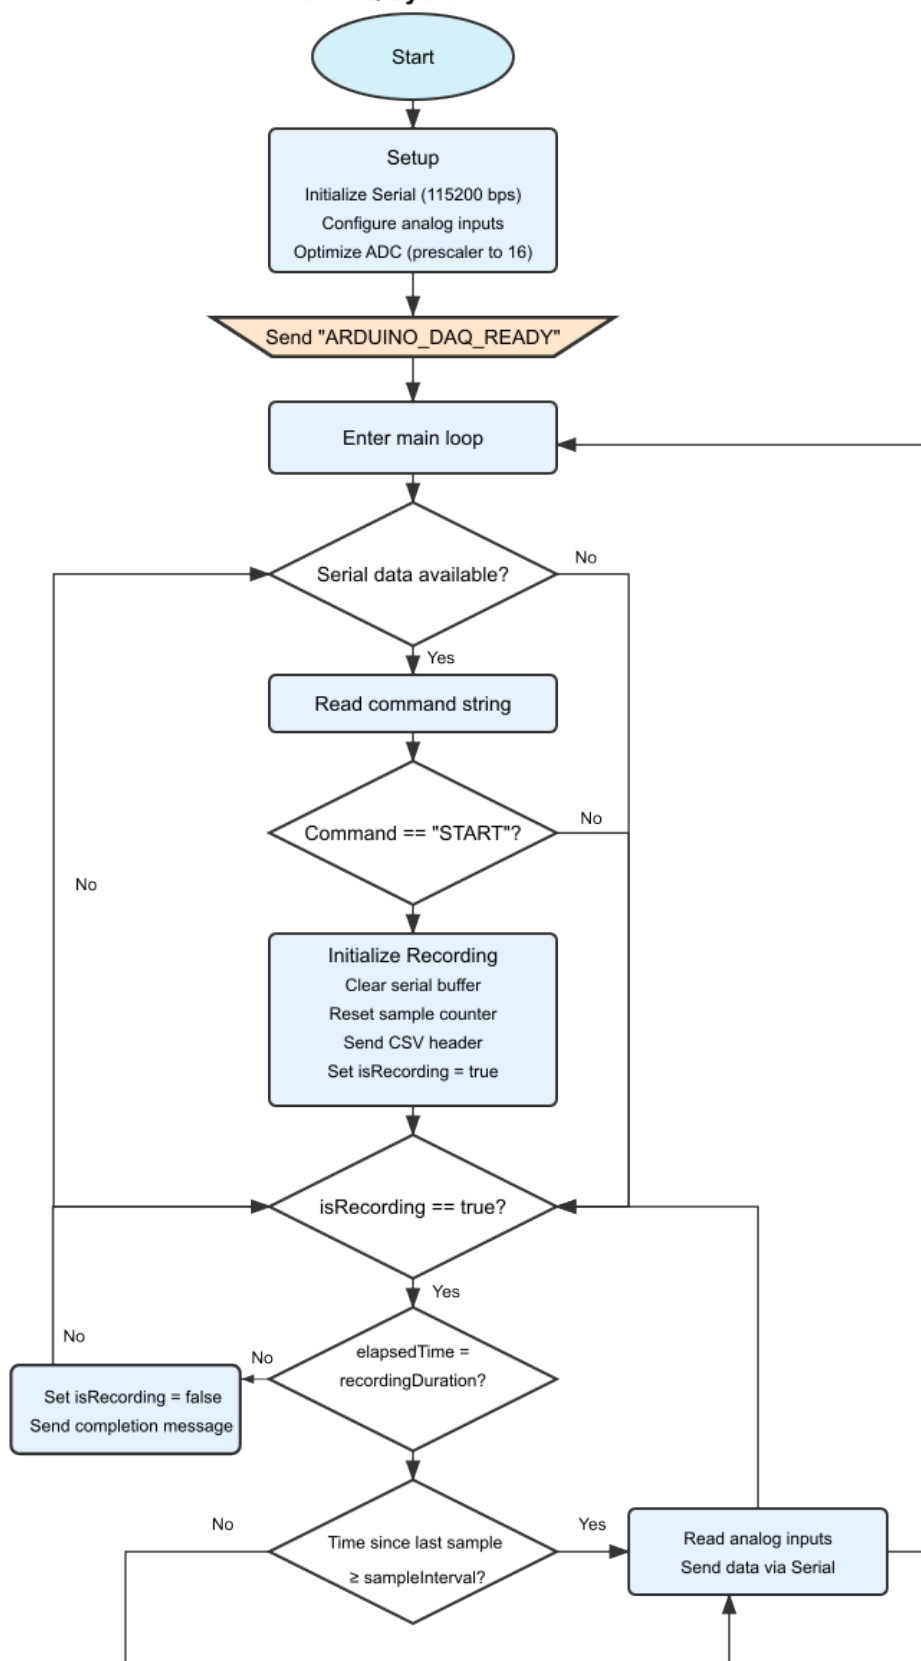 Start
Setup
Initialize Serial (115200 bps)
Configure analog inputs
Optimize ADC (prescaler to 16)
Send "ARDUINO_DAQ_READY"
Enter main loop
Serial data available?
No
Yes
Read command string
Command == "START"?
No
No
Initialize Recording
Clear serial buffer
Reset sample counter
Send CSV header
Set isRecording = true
isRecording == true?
Yes
No
No
elapsedTime =
recordingDuration?
Set isRecording = false
Send completion message
No
Time since last sample
≥ sampleInterval?
Yes
Read analog inputs
Send data via Serial